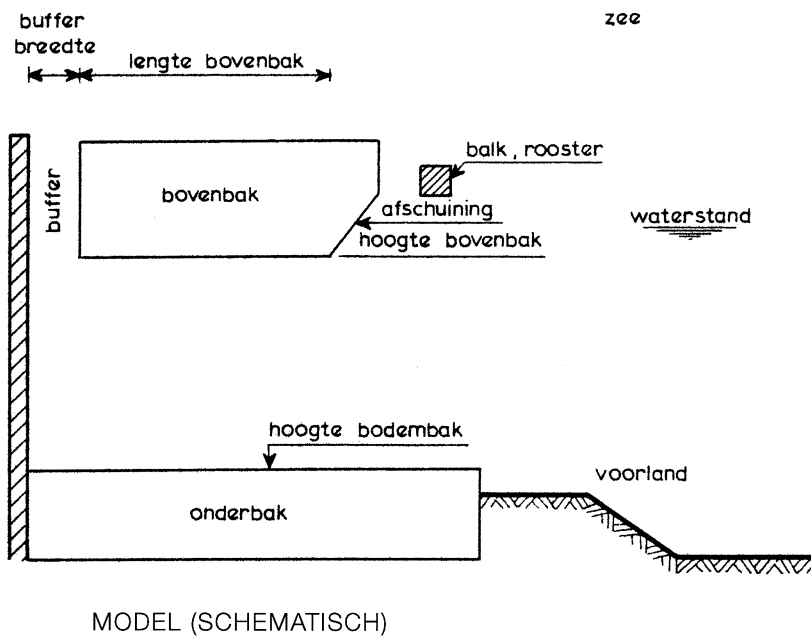 buffer
breedte
lengte bovenbak
zee
balk, rooster
bovenbak
buffer
afschuining
hoogte bovenbak
waterstand
hoogte bodembak
voorland
onderbak
MODEL (SCHEMATISCH)